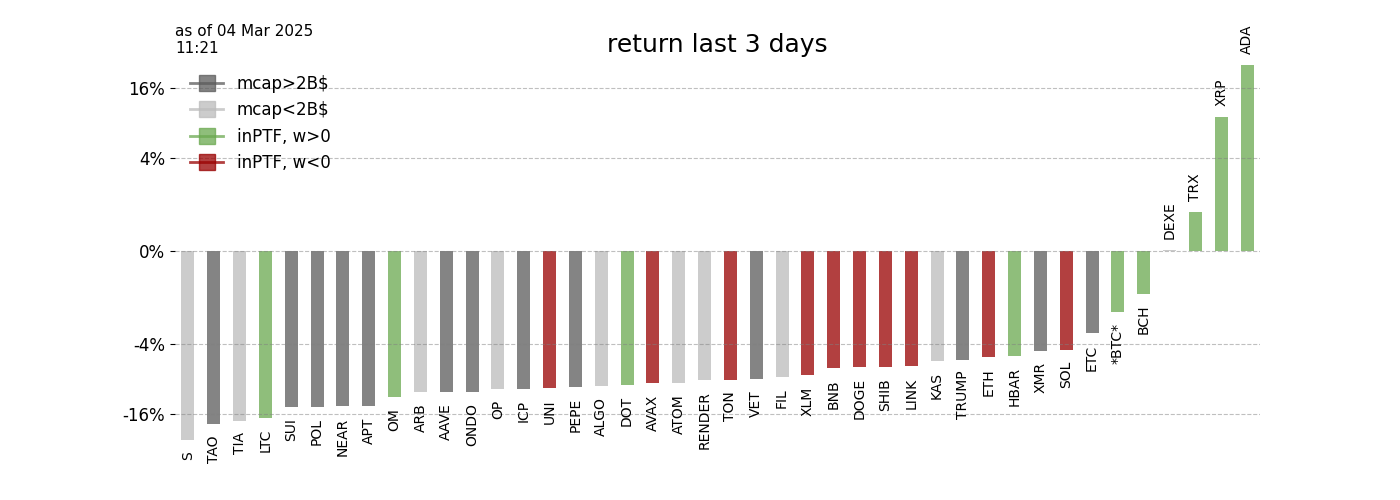 as of 04 Mar 2025
11:21
return last 3 days
mcap>2B$
mcap<2B$
inPTF, w>0
inPTF, w<0
16%
4%
0%
-4%
-16%
S
TAO
TIA
LTC
SUI
POL
NEAR
APT
OM
ARB
AAVE
ONDO
OP
ICP
UNI
PEPE
ALGO
DOT
AVAX
ATOM
RENDER
TON
VET
FIL
XLM
BNB
DOGE
SHIB
LINK
KAS
TRUMP
ETH
HBAR
XMR
SOL
ETC
*BTC*
BCH
DEXE
TRX
XRP
ADA